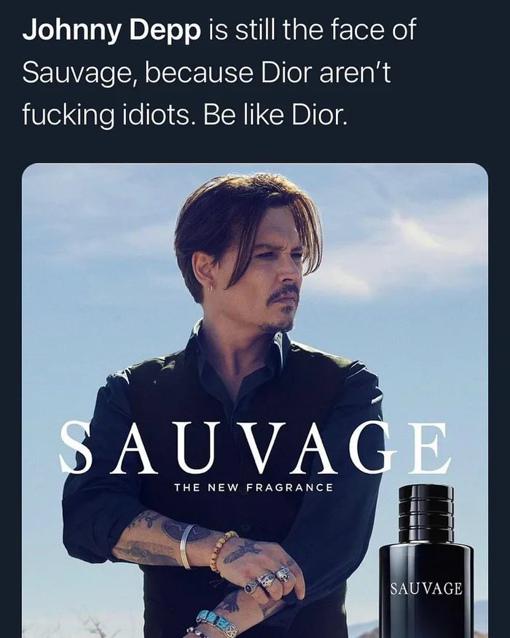 Johnny Depp is still the face of
Sauvage, because Dior aren't
fucking idiots. Be like Dior.
SAUVAGE
THE NEW FRAGRANCE
SAUVAGE